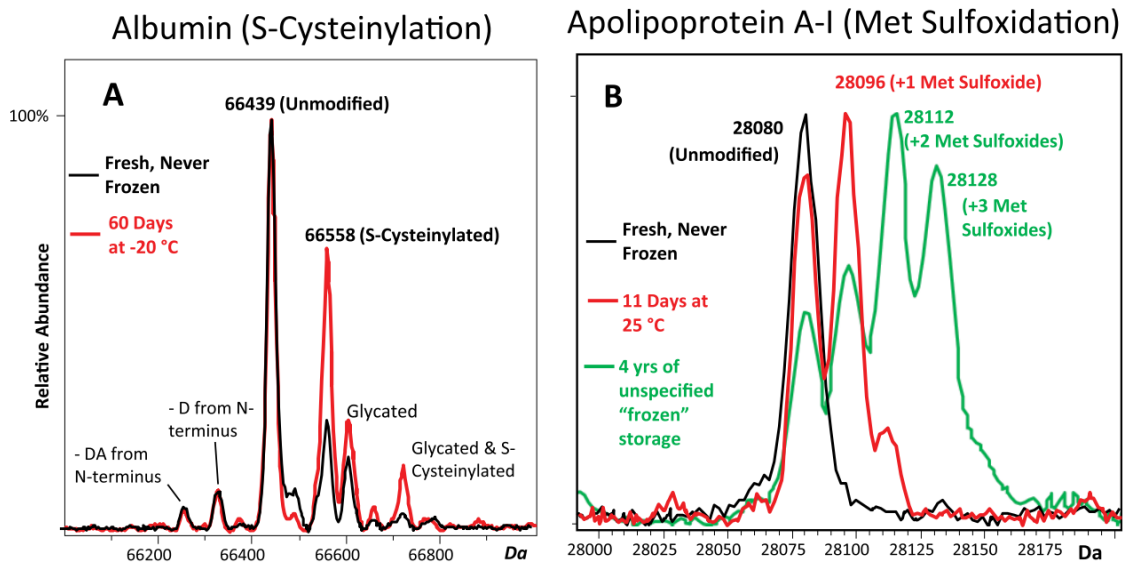 Albumin (S-Cysteinylation)
A
100%
66439 (Unmodified)
Fresh, Never
Frozen
60 Days
at -20 °C
66558 (S-Cysteinylated)
Relative Abundance
- D from N-
terminus
- DA from
N-terminus
Glycated
Glycated & S-
Cysteinylated
66200
66400
66600
66800
Da
Apolipoprotein A-I (Met Sulfoxidation)
B
28096 (+1 Met Sulfoxide)
28080
(Unmodified)
28112
(+2 Met Sulfoxides)
28128
(+3 Met
Sulfoxides)
Fresh, Never
Frozen
11 Days at
25 °C
4 yrs of
unspecified
“frozen”
storage
28000
28025
28050
28075
28100
28125
28150
28175
Da